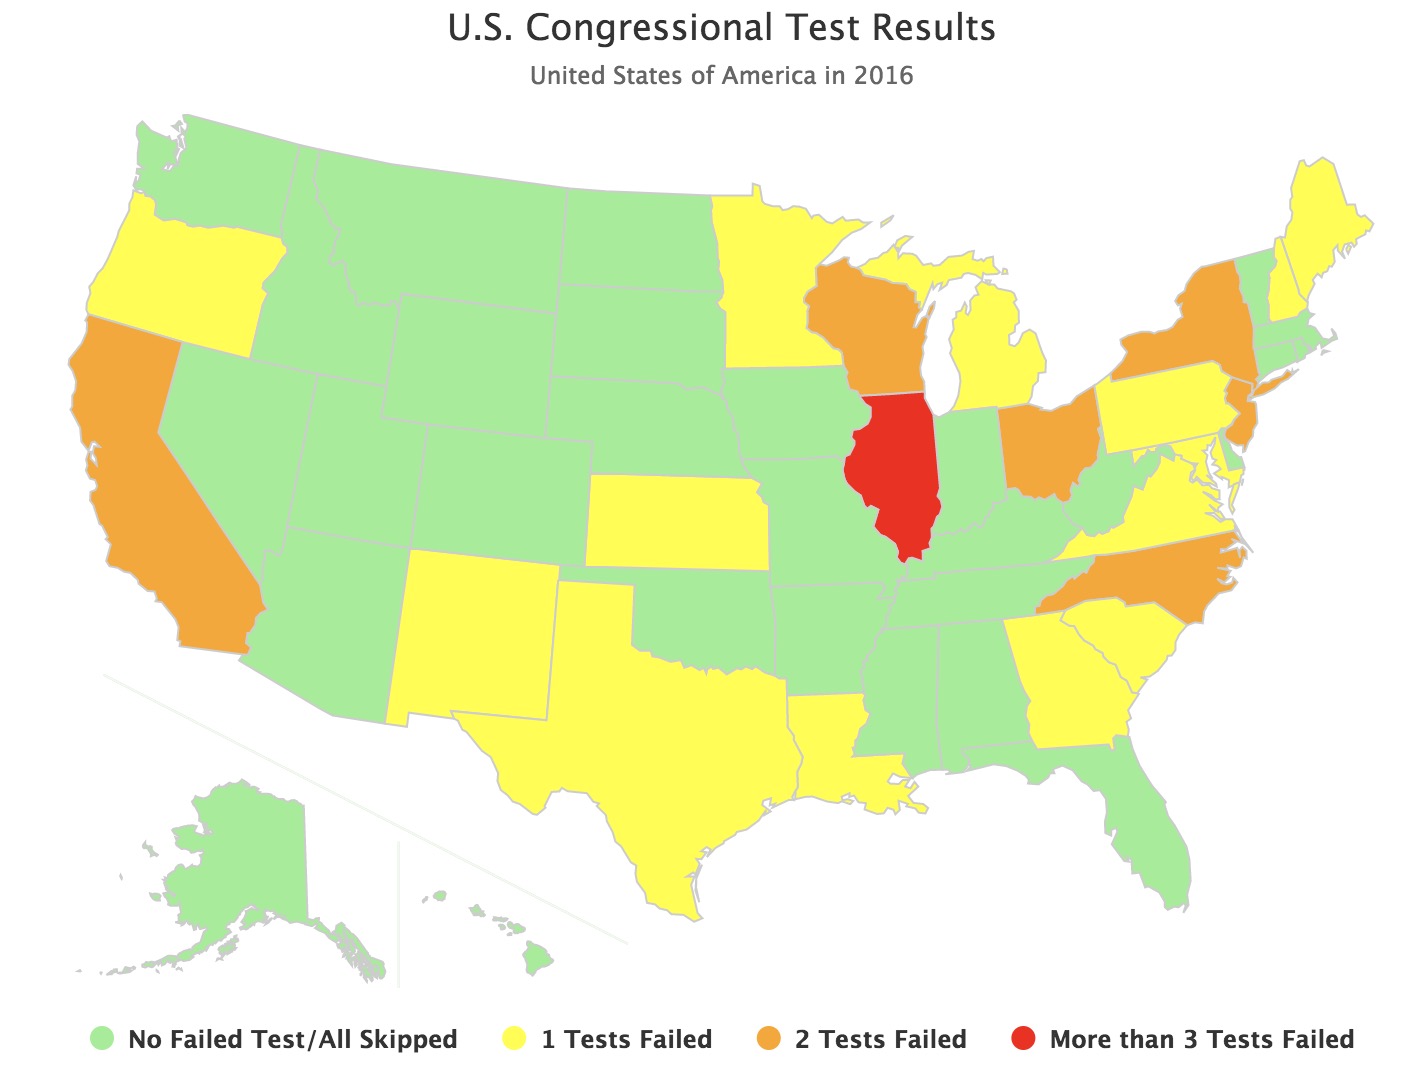 U.S. Congressional Test Results
United States of America in 2016
No Failed Test/All Skipped
1 Tests Failed
2 Tests Failed
More than 3 Tests Failed